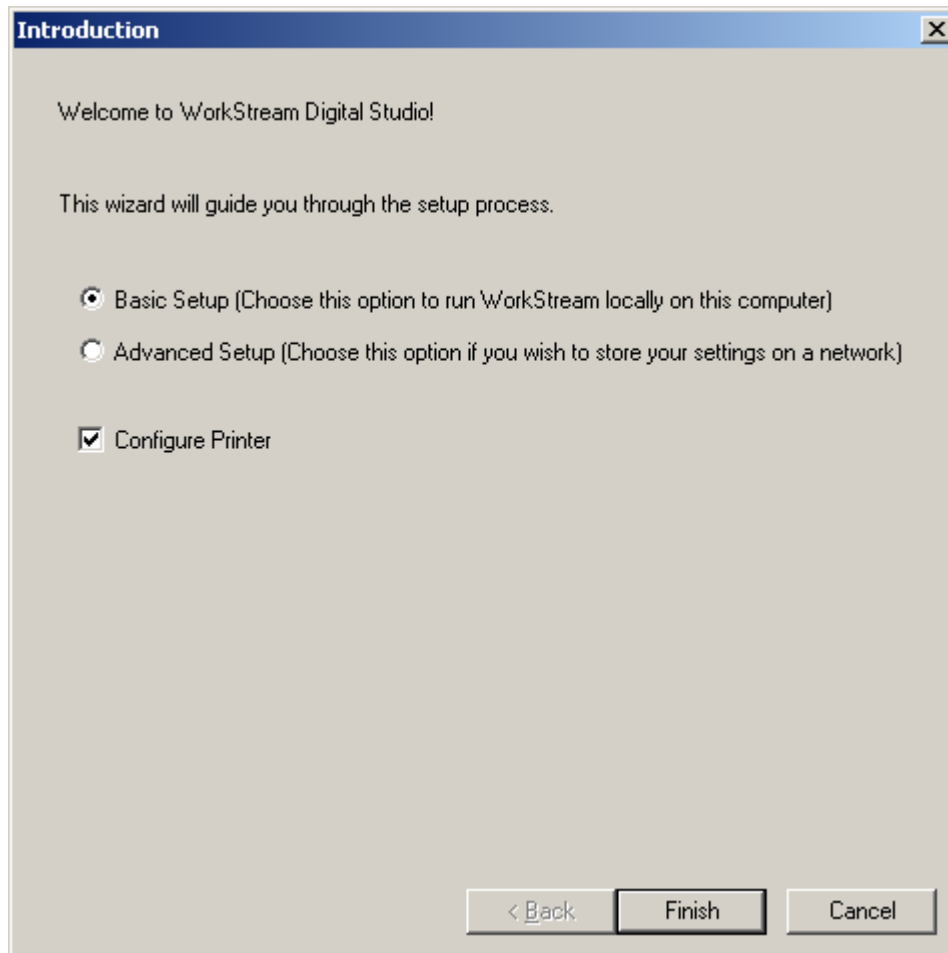 Introduction
Welcome to WorkStream Digital Studio!
This wizard will guide you through the setup process.
Basic Setup (Choose this option to run WorkStream locally on this computer)
Advanced Setup (Choose this option if you wish to store your settings on a network)
Configure Printer
< Back Finish Cancel